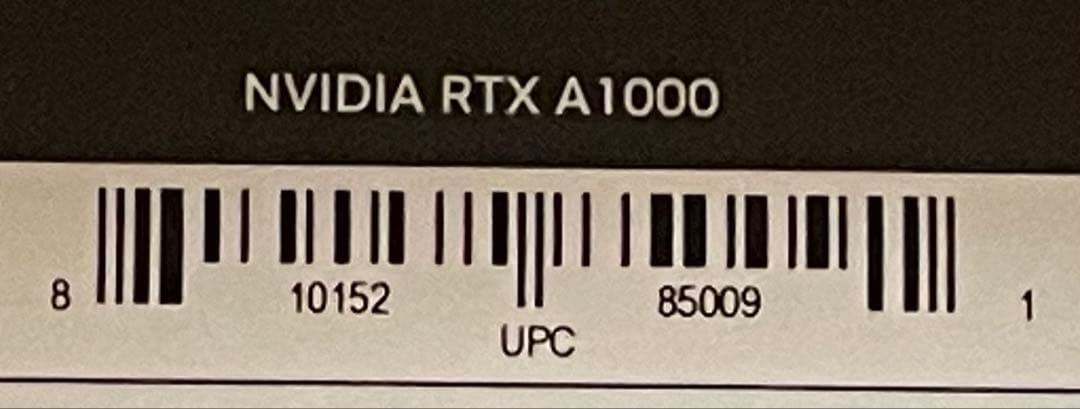 NVIDIA RTX A1000
8 10152 85009 1
UPC